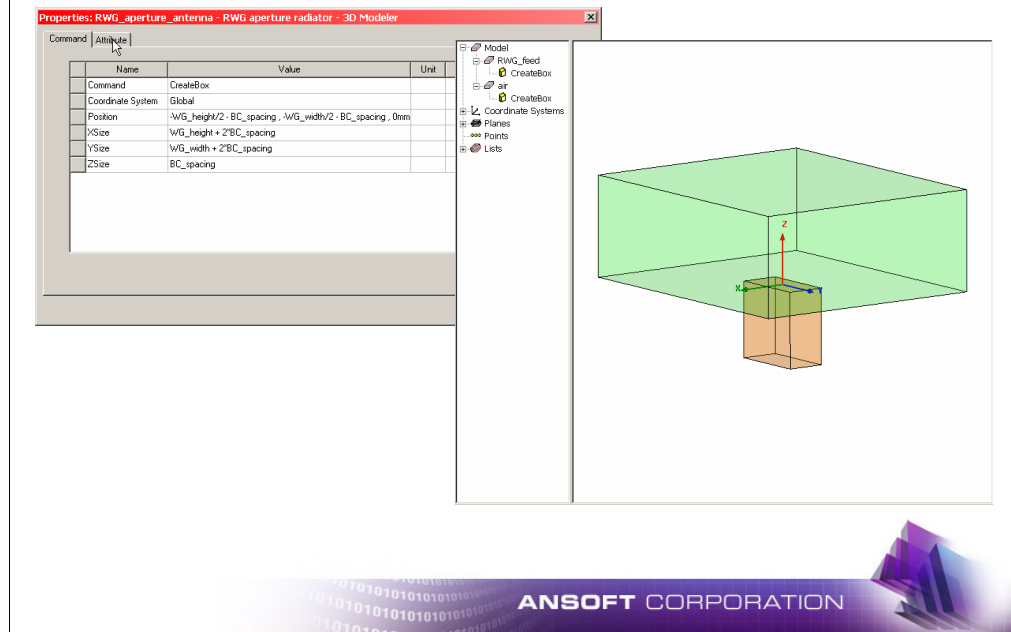 Properties: RWG_aperture_antenna - RWG aperture radiator - 3D Modeler
Command Attribute
Name Value Unit
Command CreateBox
Coordinate System Global
Position -WG_height/2 - BC_spacing , -WG_width/2 - BC_spacing , 0mm
XSize WG_height + 2*BC_spacing
YSize WG_width + 2*BC_spacing
ZSize BC_spacing
Model
RWG_feed
CreateBox
air
CreateBox
Coordinate Systems
Planes
Points
Lists
Z
X Y
ANSOFT CORPORATION